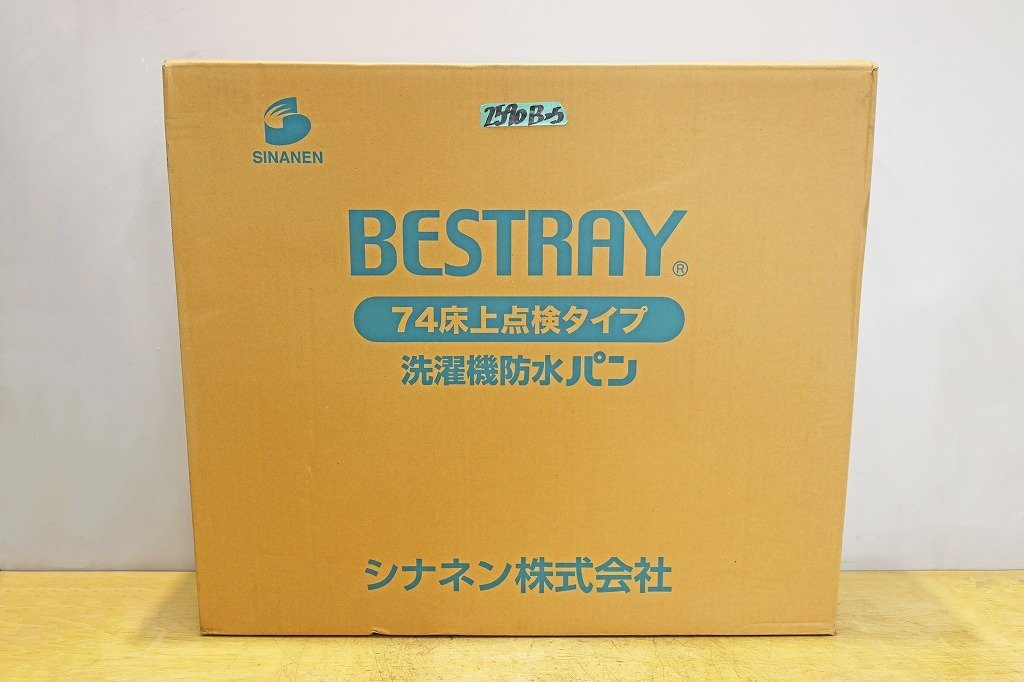 SINANEN
2590B-5
BESTRAY®
74床上点検タイプ
洗濯機防水パン
シナネン株式会社